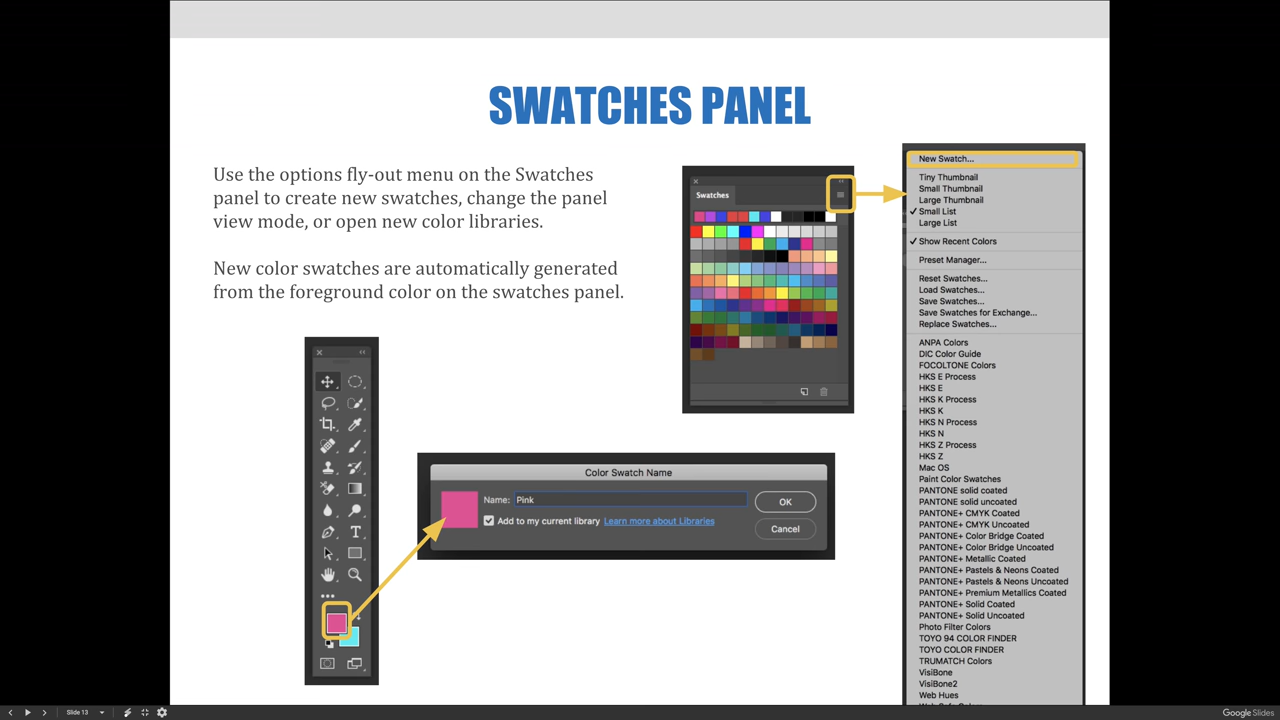 SWATCHES PANEL
Use the options fly-out menu on the Swatches
panel to create new swatches, change the panel
view mode, or open new color libraries.
New color swatches are automatically generated
from the foreground color on the swatches panel.
Swatches
New Swatch...
Tiny Thumbnail
Small Thumbnail
Large Thumbnail
Small List
Large List
Show Recent Colors
Preset Manager...
Reset Swatches...
Load Swatches...
Save Swatches...
Save Swatches for Exchange...
Replace Swatches...
ANPA Colors
DIC Color Guide
FOCOLTONE Colors
HKS E Process
HKS E
HKS K Process
HKS K
HKS N Process
HKS N
HKS Z Process
HKS Z
Mac OS
Paint Color Swatches
PANTONE solid coated
PANTONE solid uncoated
PANTONE+ CMYK Coated
PANTONE+ CMYK Uncoated
PANTONE+ Color Bridge Coated
PANTONE+ Color Bridge Uncoated
PANTONE+ Metallic Coated
PANTONE+ Pastels & Neons Coated
PANTONE+ Pastels & Neons Uncoated
PANTONE+ Premium Metallics Coated
PANTONE+ Solid Coated
PANTONE+ Solid Uncoated
Photo Filter Colors
TOYO 94 COLOR FINDER
TOYO COLOR FINDER
TRUMATCH Colors
VisiBone
VisiBone2
Web Hues
Color Swatch Name
Name: Pink
OK
Add to my current library Learn more about Libraries
Cancel
Slide 13
Google Slides